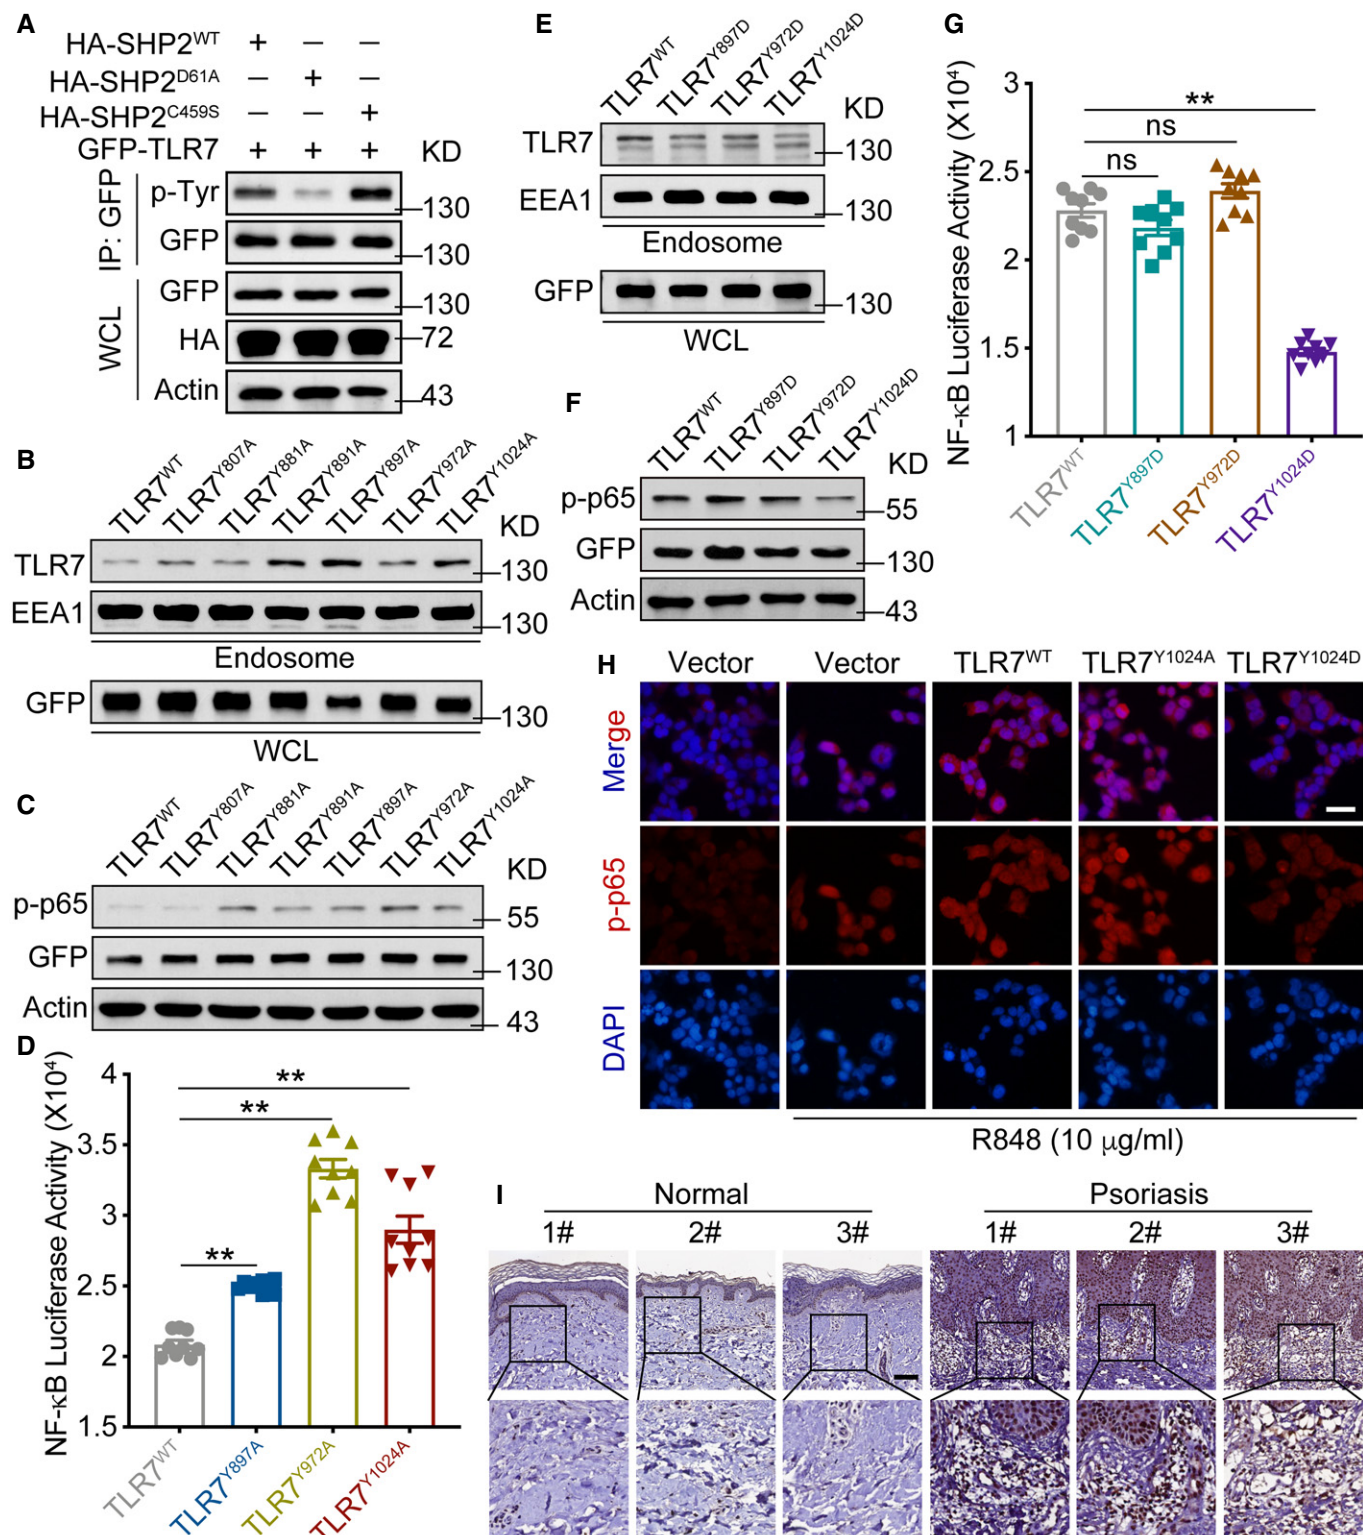 A
HA-SHP2WT + – –
HA-SHP2D61A – + –
HA-SHP2C459S – – +
GFP-TLR7 + + + KD
IP: GFP
p-Tyr 130
GFP 130
WCL
GFP 130
HA 72
Actin 43
B
TLR7WT TLR7Y807A TLR7Y881A TLR7Y891A TLR7Y897A TLR7Y972A TLR7Y1024A
KD
TLR7 130
EEA1 130
Endosome
GFP 130
WCL
C
TLR7WT TLR7Y807A TLR7Y881A TLR7Y891A TLR7Y897A TLR7Y972A TLR7Y1024A
KD
p-p65 55
GFP 130
Actin 43
D
NF-κB Luciferase Activity (X10⁴)
4
3.5
3
2.5
2
1.5
**
**
**
TLR7WT TLR7Y897A TLR7Y972A TLR7Y1024A
E
TLR7WT TLR7Y897D TLR7Y972D TLR7Y1024D
KD
TLR7 130
EEA1 130
Endosome
GFP 130
WCL
F
TLR7WT TLR7Y897D TLR7Y972D TLR7Y1024D
KD
p-p65 55
GFP 130
Actin 43
G
NF-κB Luciferase Activity (X10⁴)
3
2.5
2
1.5
1
**
ns
ns
TLR7WT TLR7Y897D TLR7Y972D TLR7Y1024D
H
Vector Vector TLR7WT TLR7Y1024A TLR7Y1024D
Merge
p-p65
DAPI
R848 (10 μg/ml)
I
Normal Psoriasis
1# 2# 3# 1# 2# 3#